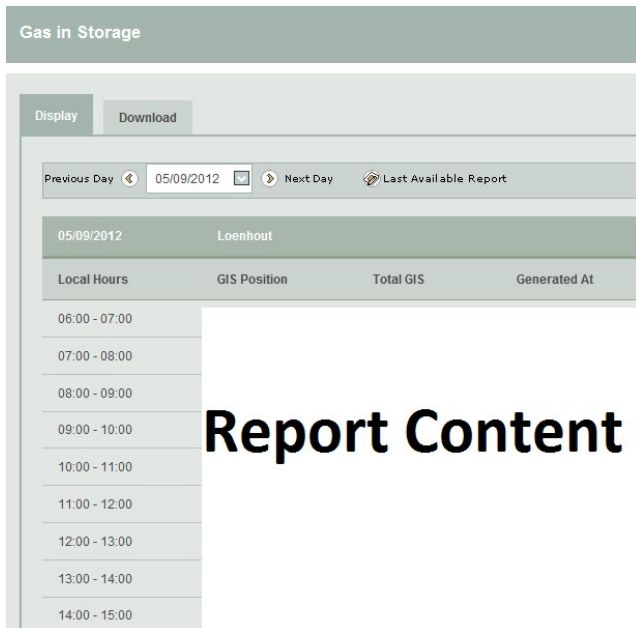 Gas in Storage
Display Download
Previous Day 05/09/2012 Next Day Last Available Report
05/09/2012 Loenhout
Local Hours GIS Position Total GIS Generated At
06:00 - 07:00
07:00 - 08:00
08:00 - 09:00
09:00 - 10:00
Report Content
10:00 - 11:00
11:00 - 12:00
12:00 - 13:00
13:00 - 14:00
14:00 - 15:00